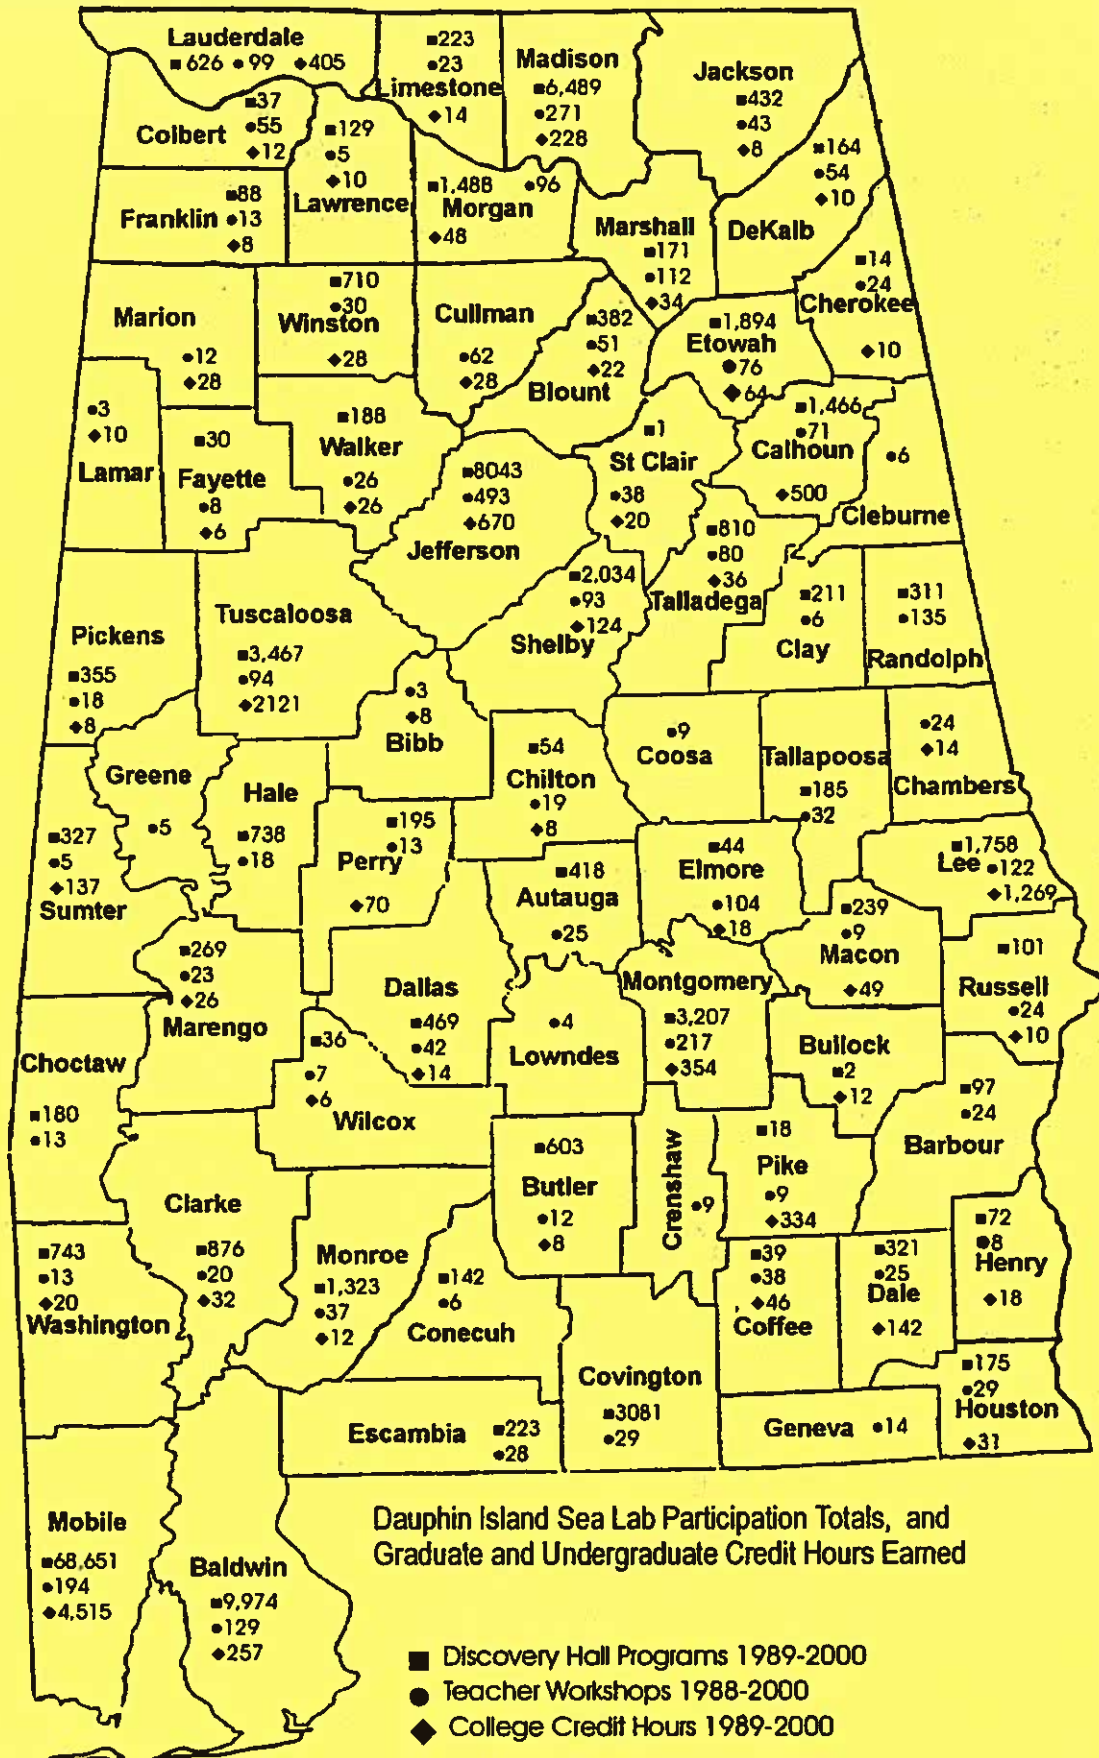 Lauderdale
■626 ●99 ◆405
■223
●23
Limestone
◆14
Madison
■6,489
●271
◆228
Jackson
■432
●43
◆8
■37
Colbert ●55
◆12
■129
●5
◆10
Lawrence
■164
●54
◆10
DeKalb
■88
Franklin ●13
◆8
■1,488 ●96
Morgan
◆48
Marshall
■171
●112
◆34
■14
●24
Cherokee
◆10
Marion
●12
◆28
■710
●30
Winston
◆28
Cullman
●62
◆28
■382
●51
◆22
Blount
■1,894
Etowah
●76
◆64
●3
◆10
Lamar
■30
Fayette
●8
◆6
■188
Walker
●26
◆26
■8043
●493
◆670
Jefferson
■1
St Clair
●38
◆20
■1,466
●71
Calhoun
◆500
●6
Cleburne
Pickens
■355
●18
◆8
Tuscaloosa
■3,467
●94
◆2121
■2,034
●93
◆124
Shelby
■810
●80
◆36
Talladega
■211
●6
Clay
■311
●135
Randolph
●3
◆8
Bibb
Greene
●5
Hale
■738
●18
■54
Chilton
●19
◆8
●9
Coosa
Tallapoosa
■185
●32
●24
◆14
Chambers
■327
●5
◆137
Sumter
■195
●13
Perry
◆70
■418
Autauga
●25
■44
Elmore
●104
◆18
■1,758
Lee ●122
◆1,269
■239
●9
Macon
◆49
■101
Russell
●24
◆10
■269
●23
◆26
Marengo
Dallas
■469
●42
◆14
●4
Lowndes
Montgomery
■3,207
●217
◆354
Bullock
■2
◆12
Choctaw
■180
●13
■36
●7
◆6
Wilcox
■97
●24
Barbour
Clarke
■876
●20
◆32
■603
Butler
●12
◆8
Crenshaw
●9
■18
Pike
●9
◆334
■743
●13
◆20
Washington
Monroe
■1,323
●37
◆12
■142
●6
Conecuh
■39
●38
◆46
Coffee
■321
●25
Dale
◆142
■72
●8
Henry
◆18
Covington
■3081
●29
■175
●29
Houston
◆31
Escambia ■223
●28
Geneva ●14
Mobile
■68,651
●194
◆4,515
Baldwin
■9,974
●129
◆257
Dauphin Island Sea Lab Participation Totals, and
Graduate and Undergraduate Credit Hours Earned
■ Discovery Hall Programs 1989-2000
● Teacher Workshops 1988-2000
◆ College Credit Hours 1989-2000